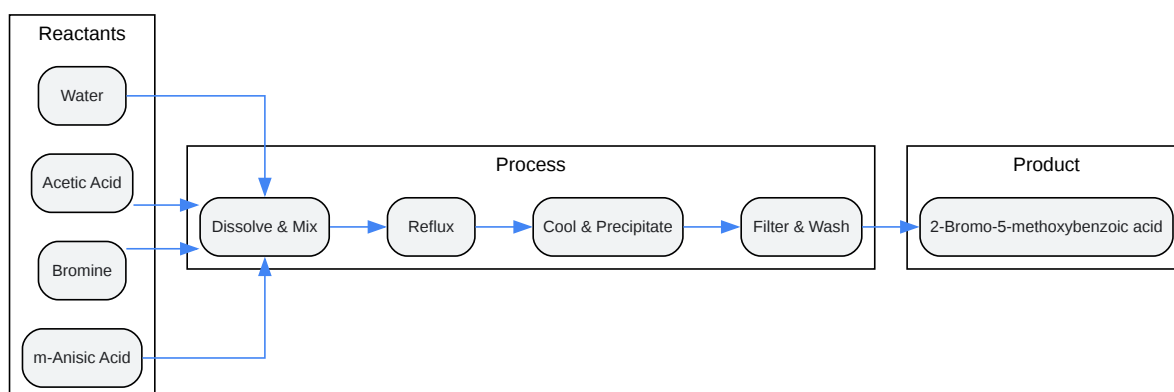 Reactants
Water
Acetic Acid
Bromine
m-Anisic Acid
Process
Dissolve & Mix
Reflux
Cool & Precipitate
Filter & Wash
Product
2-Bromo-5-methoxybenzoic acid